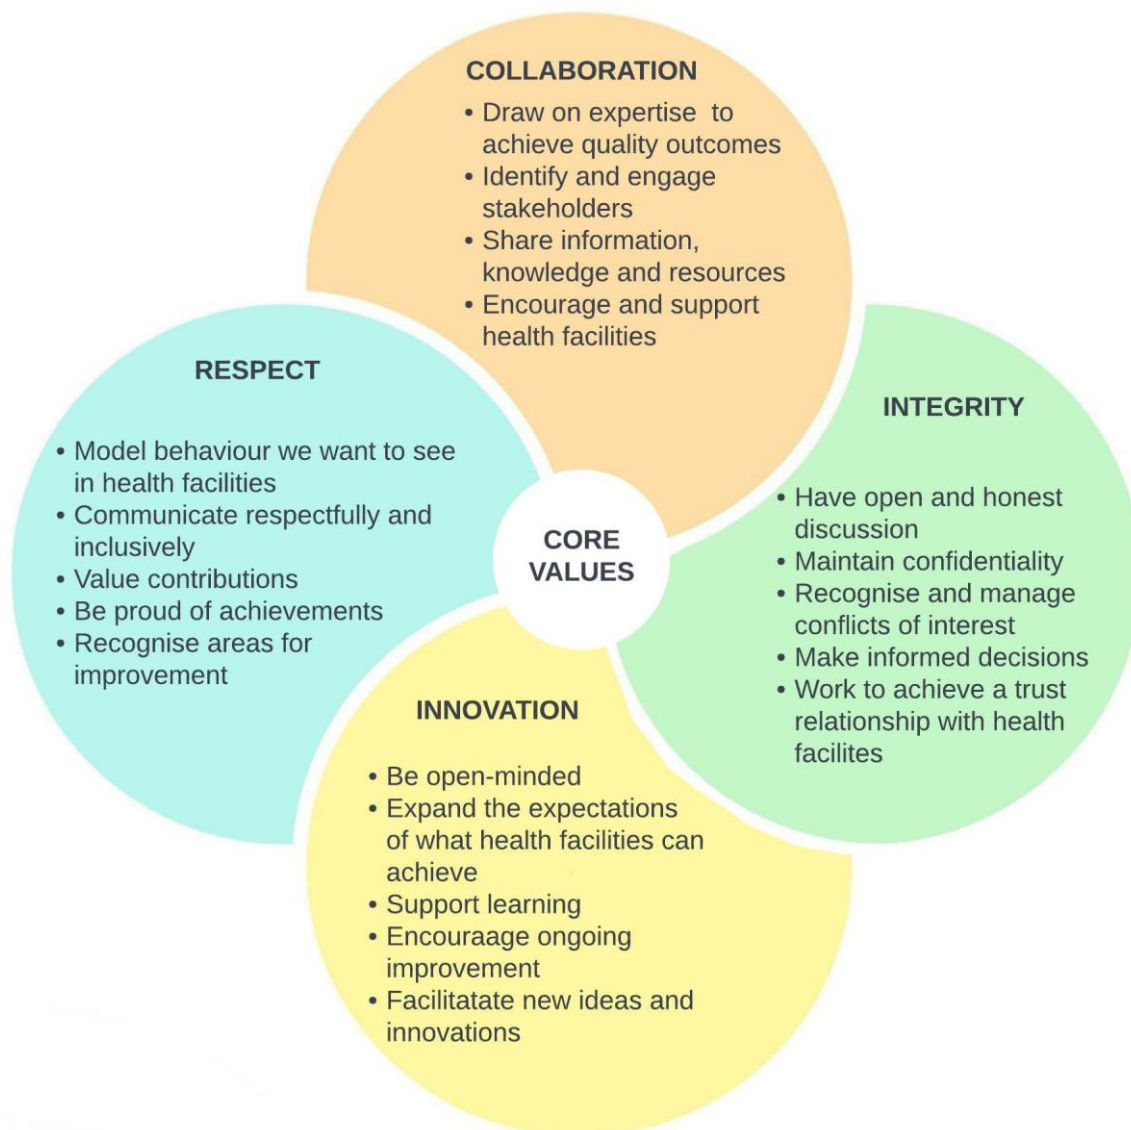 COLLABORATION
• Draw on expertise to
achieve quality outcomes
• Identify and engage
stakeholders
• Share information,
knowledge and resources
• Encourage and support
health facilities
RESPECT
• Model behaviour we want to see
in health facilities
• Communicate respectfully and
inclusively
• Value contributions
• Be proud of achievements
• Recognise areas for
improvement
CORE
VALUES
INTEGRITY
• Have open and honest
discussion
• Maintain confidentiality
• Recognise and manage
conflicts of interest
• Make informed decisions
• Work to achieve a trust
relationship with health
facilites
INNOVATION
• Be open-minded
• Expand the expectations
of what health facilities can
achieve
• Support learning
• Encouraage ongoing
improvement
• Facilitatate new ideas and
innovations